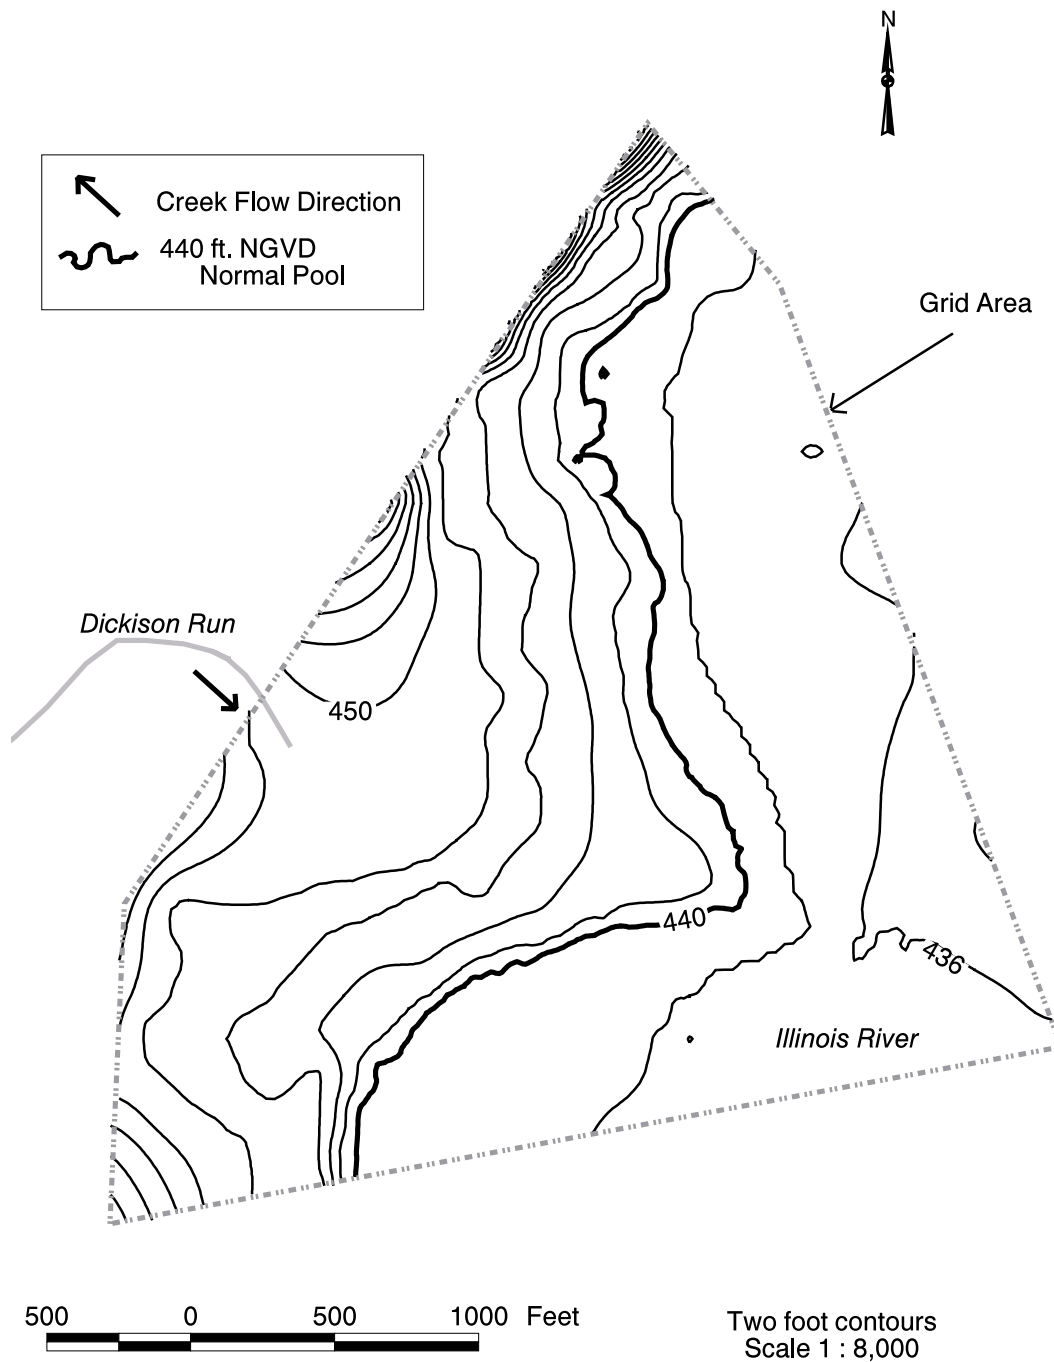 N
Creek Flow Direction
440 ft. NGVD
Normal Pool
Grid Area
Dickison Run
450
440
436
Illinois River
500 0 500 1000 Feet
Two foot contours
Scale 1 : 8,000